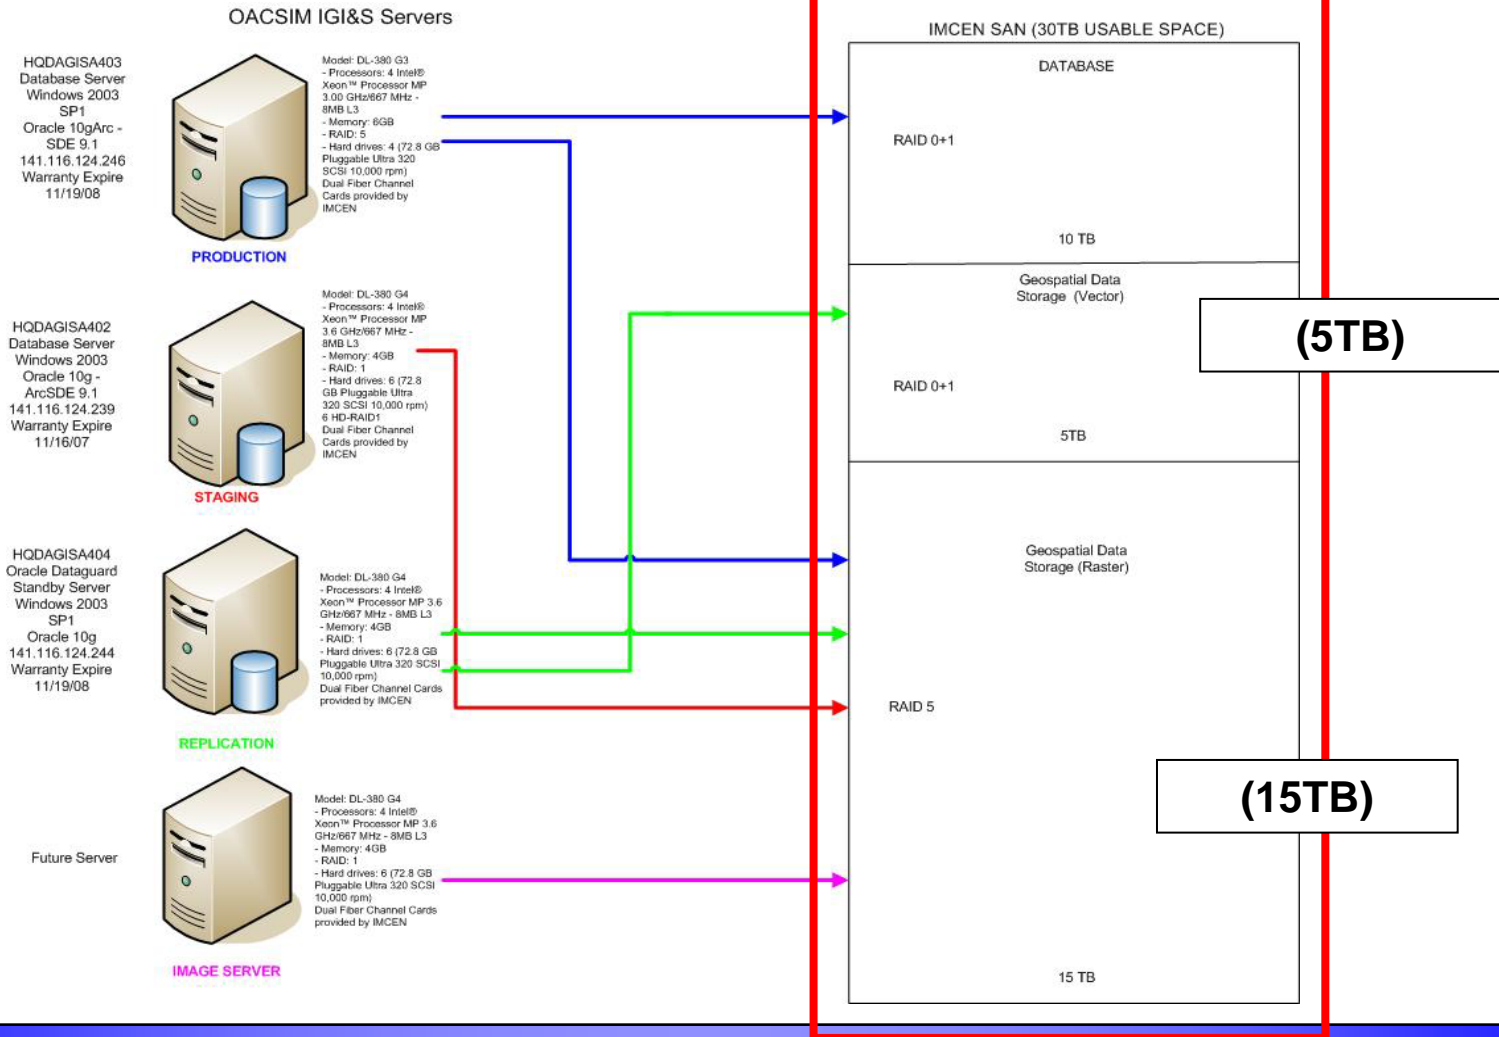 OACSIM IGI&S Servers
HQDAGISA403
Database Server
Windows 2003
SP1
Oracle 10gArc -
SDE 9.1
141.116.124.246
Warranty Expire
11/19/08
Model: DL-380 G3
- Processors: 4 Intel®
Xeon™ Processor MP
3.00 GHz/667 MHz -
8MB L3
- Memory: 6GB
- RAID: 5
- Hard drives: 4 (72.8 GB
Pluggable Ultra 320
SCSI 10,000 rpm)
Dual Fiber Channel
Cards provided by
IMCEN
PRODUCTION
HQDAGISA402
Database Server
Windows 2003
Oracle 10g -
ArcSDE 9.1
141.116.124.239
Warranty Expire
11/16/07
Model: DL-380 G4
- Processors: 4 Intel®
Xeon™ Processor MP
3.6 GHz/667 MHz -
8MB L3
- Memory: 4GB
- RAID: 1
- Hard drives: 6 (72.8
GB Pluggable Ultra
320 SCSI 10,000 rpm)
6 HD-RAID1
Dual Fiber Channel
Cards provided by
IMCEN
STAGING
HQDAGISA404
Oracle Dataguard
Standby Server
Windows 2003
SP1
Oracle 10g
141.116.124.244
Warranty Expire
11/19/08
Model: DL-380 G4
- Processors: 4 Intel®
Xeon™ Processor MP 3.6
GHz/667 MHz - 8MB L3
- Memory: 4GB
- RAID: 1
- Hard drives: 6 (72.8 GB
Pluggable Ultra 320 SCSI
10,000 rpm)
Dual Fiber Channel Cards
provided by IMCEN
REPLICATION
Future Server
Model: DL-380 G4
- Processors: 4 Intel®
Xeon™ Processor MP 3.6
GHz/667 MHz - 8MB L3
- Memory: 4GB
- RAID: 1
- Hard drives: 6 (72.8 GB
Pluggable Ultra 320 SCSI
10,000 rpm)
Dual Fiber Channel Cards
provided by IMCEN
IMAGE SERVER
IMCEN SAN (30TB USABLE SPACE)
DATABASE
RAID 0+1
10 TB
Geospatial Data
Storage (Vector)
(5TB)
RAID 0+1
5TB
Geospatial Data
Storage (Raster)
RAID 5
(15TB)
15 TB